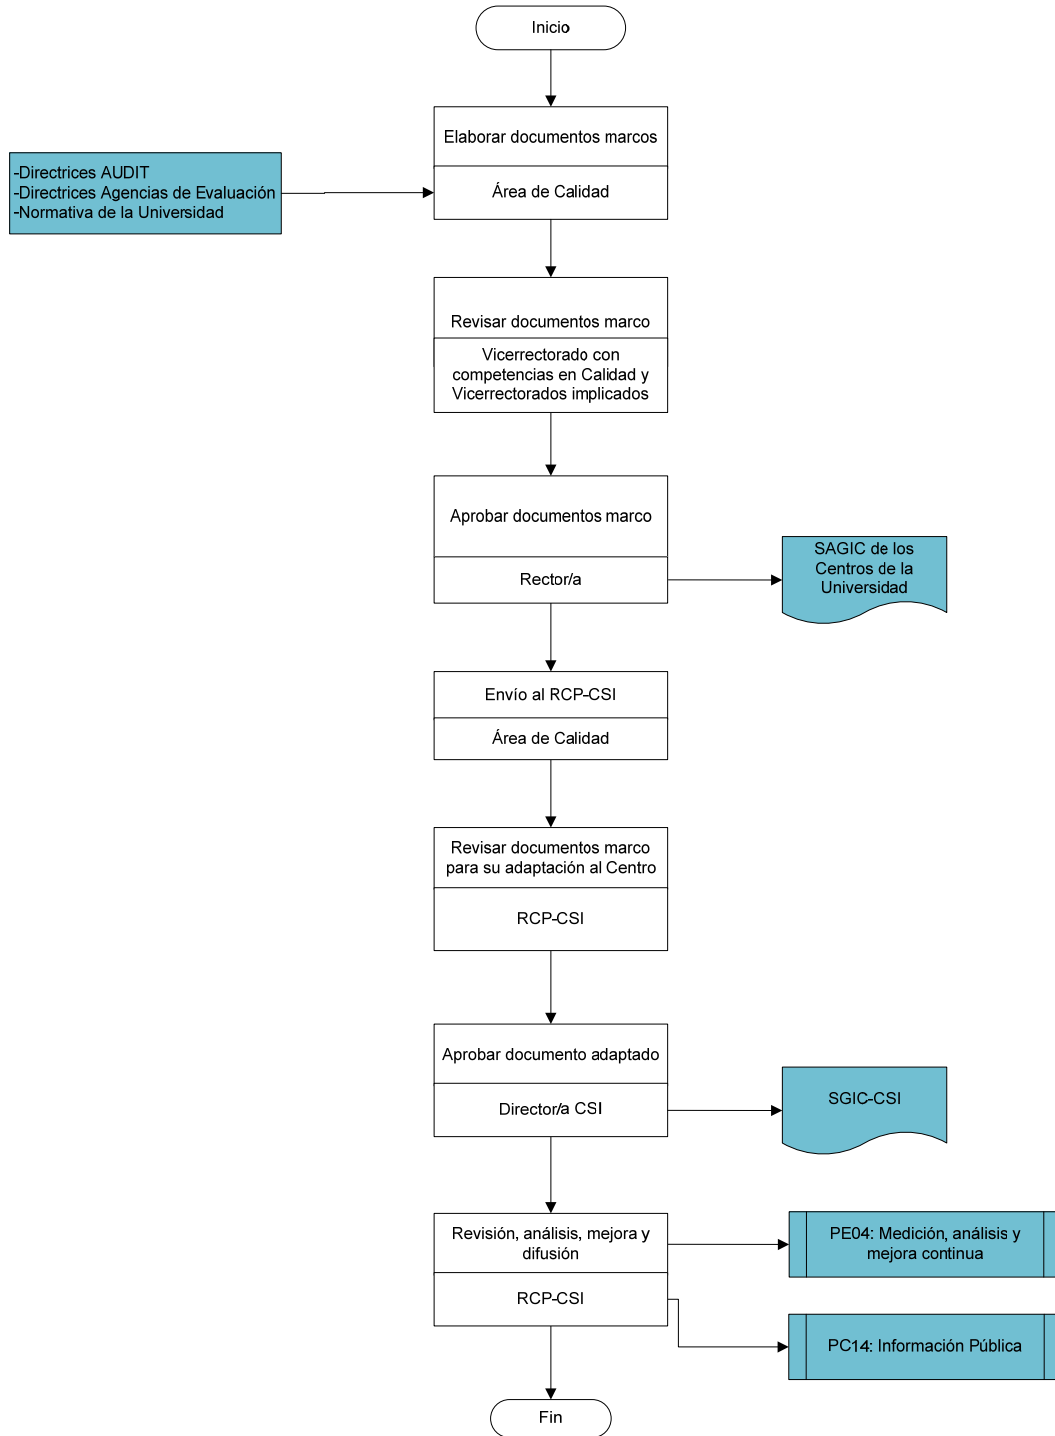 Inicio
Elaborar documentos marcos
Área de Calidad
-Directrices AUDIT
-Directrices Agencias de Evaluación
-Normativa de la Universidad
Revisar documentos marco
Vicerrectorado con
competencias en Calidad y
Vicerrectorados implicados
Aprobar documentos marco
Rector/a
SAGIC de los
Centros de la
Universidad
Envío al RCP-CSI
Área de Calidad
Revisar documentos marco
para su adaptación al Centro
RCP-CSI
Aprobar documento adaptado
Director/a CSI
SGIC-CSI
Revisión, análisis, mejora y
difusión
RCP-CSI
PE04: Medición, análisis y
mejora continua
PC14: Información Pública
Fin